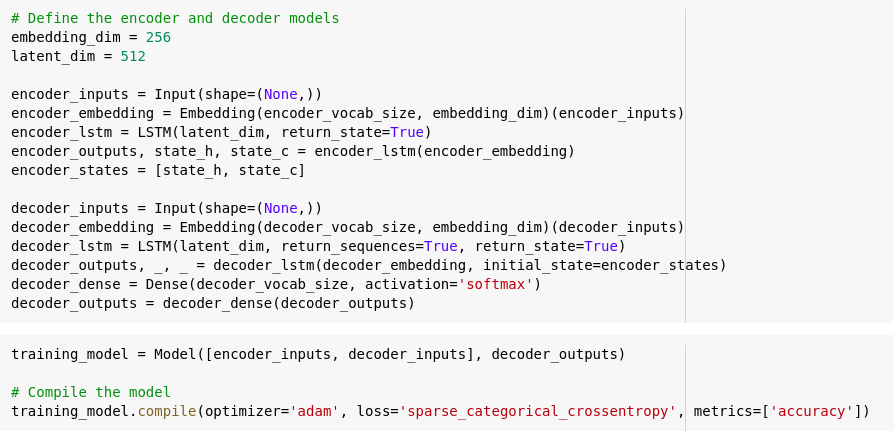 # Define the encoder and decoder models
embedding_dim = 256
latent_dim = 512
encoder_inputs = Input(shape=(None,))
encoder_embedding = Embedding(encoder_vocab_size, embedding_dim)(encoder_inputs)
encoder_lstm = LSTM(latent_dim, return_state=True)
encoder_outputs, state_h, state_c = encoder_lstm(encoder_embedding)
encoder_states = [state_h, state_c]
decoder_inputs = Input(shape=(None,))
decoder_embedding = Embedding(decoder_vocab_size, embedding_dim)(decoder_inputs)
decoder_lstm = LSTM(latent_dim, return_sequences=True, return_state=True)
decoder_outputs, _, _ = decoder_lstm(decoder_embedding, initial_state=encoder_states)
decoder_dense = Dense(decoder_vocab_size, activation='softmax')
decoder_outputs = decoder_dense(decoder_outputs)
training_model = Model([encoder_inputs, decoder_inputs], decoder_outputs)
# Compile the model
training_model.compile(optimizer='adam', loss='sparse_categorical_crossentropy', metrics=['accuracy'])